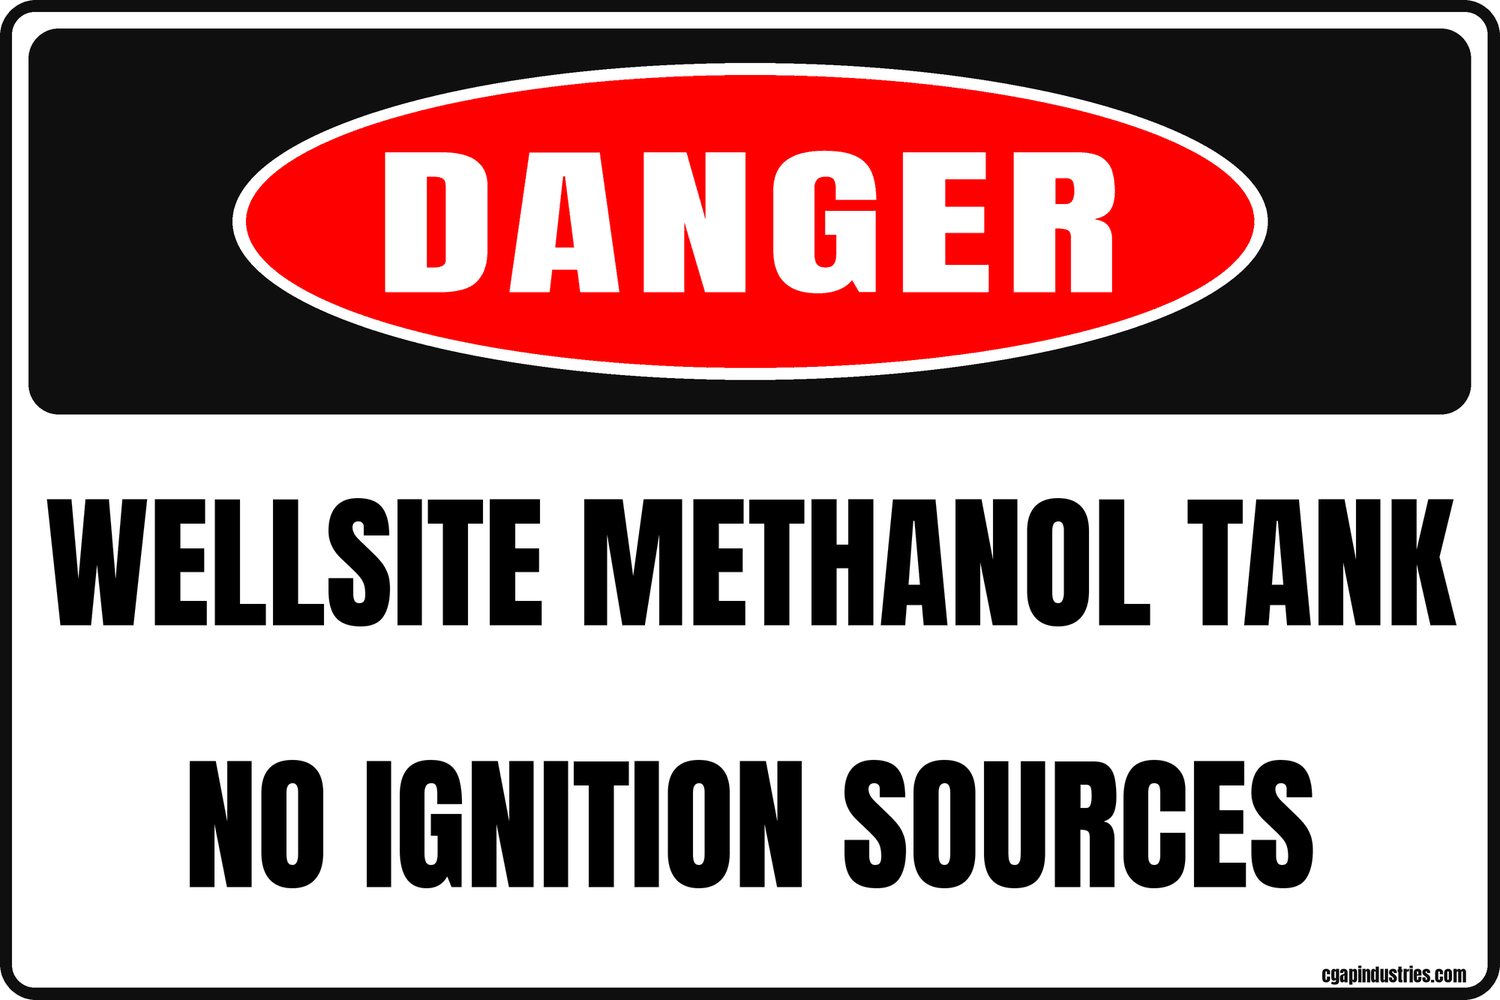 DANGER
WELLSITE METHANOL TANK
NO IGNITION SOURCES
cgapindustries.com